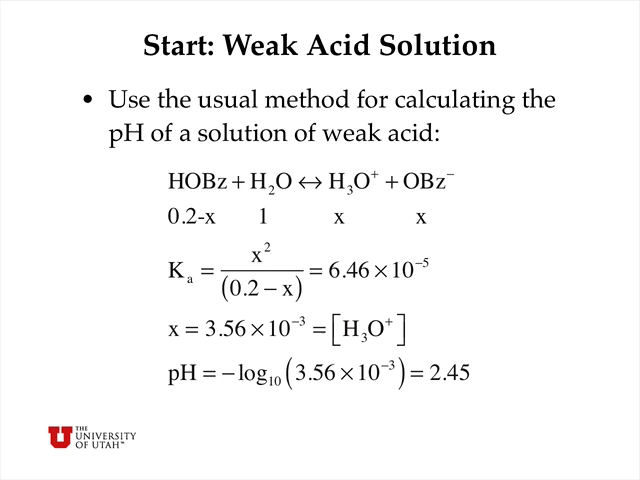 Start: Weak Acid Solution
• Use the usual method for calculating the
pH of a solution of weak acid:
HOBz + H₂O ↔ H₃O⁺ + OBz⁻
0.2-x 1 x x
Kₐ = x² / (0.2 − x) = 6.46 × 10⁻⁵
x = 3.56 × 10⁻³ = [H₃O⁺]
pH = − log₁₀ (3.56 × 10⁻³) = 2.45
U THE
UNIVERSITY
OF UTAH™